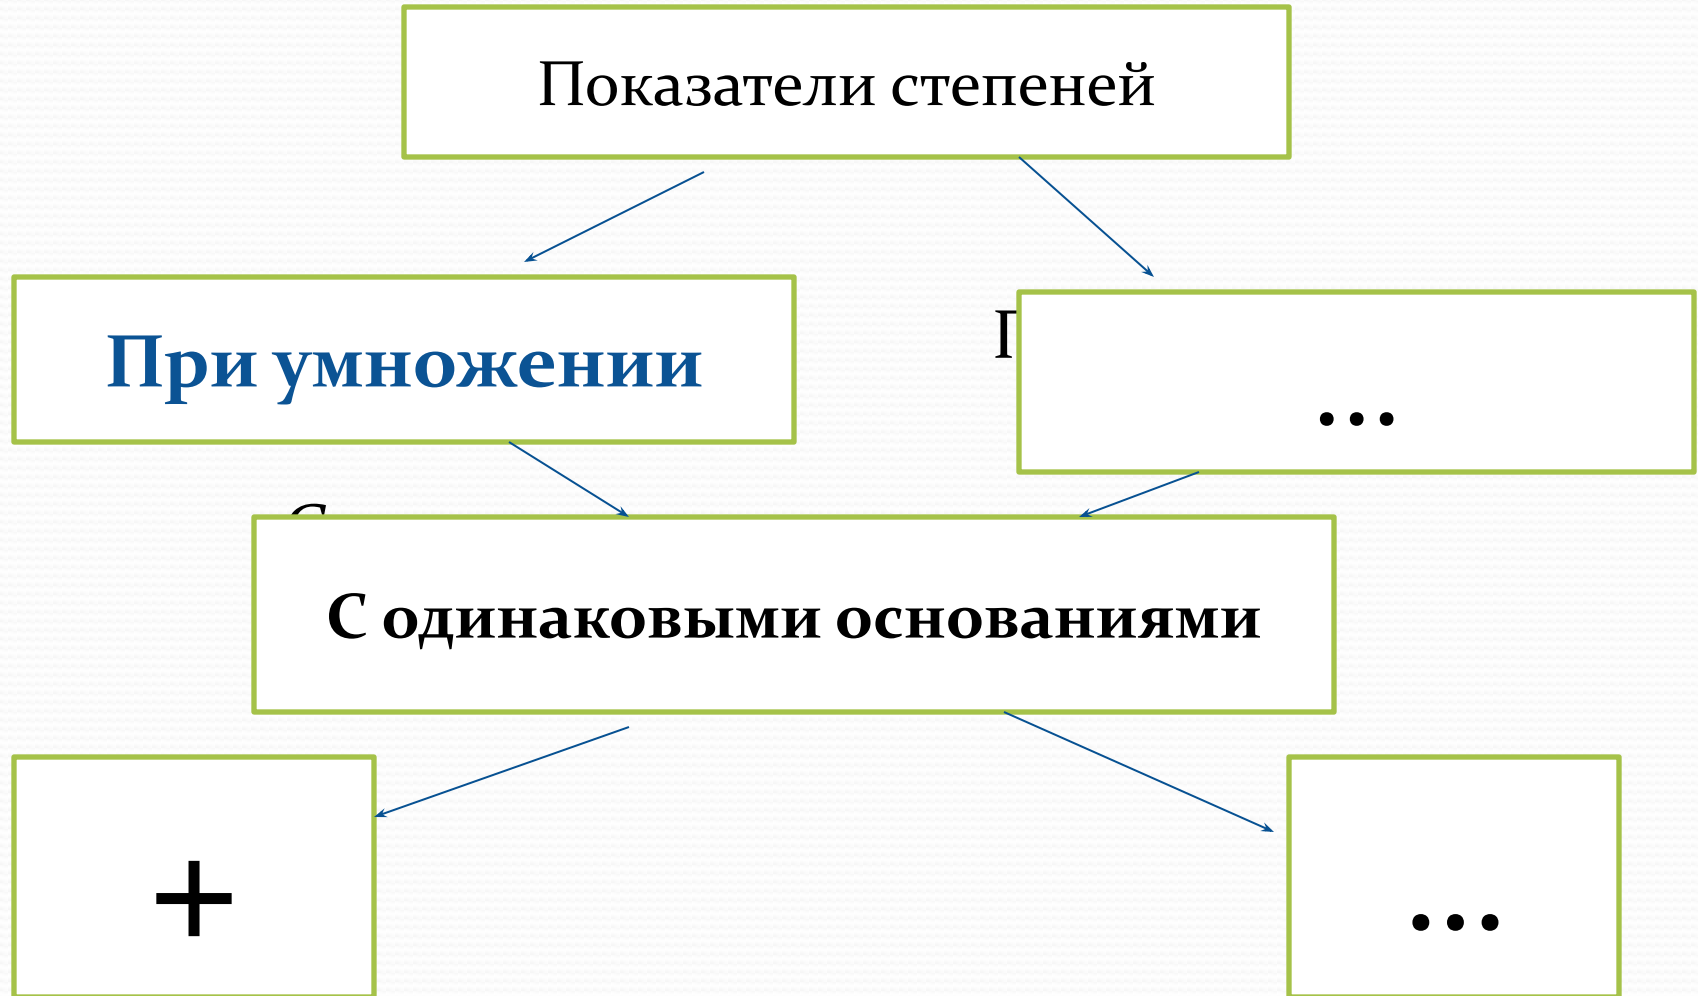 Показатели степеней
При умножении
...
С одинаковыми основаниями
+
...